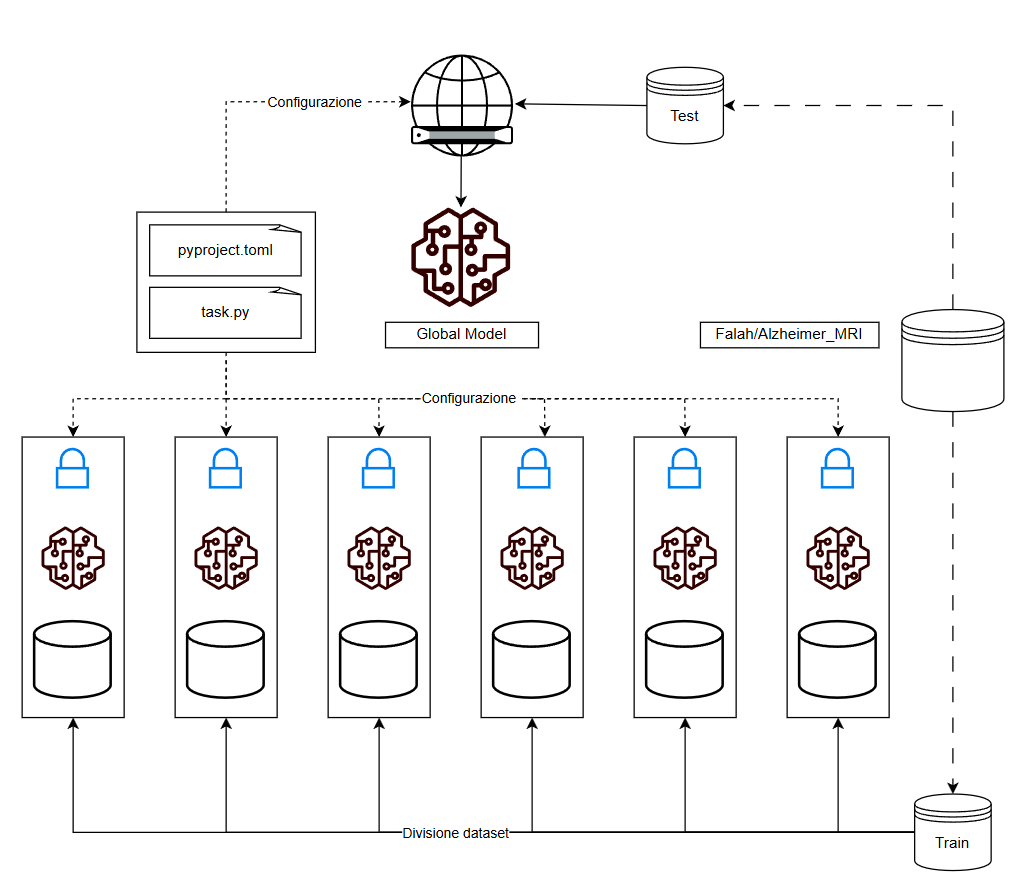 Configurazione
Test
pyproject.toml
task.py
Global Model
Falah/Alzheimer_MRI
Configurazione
Divisione dataset
Train